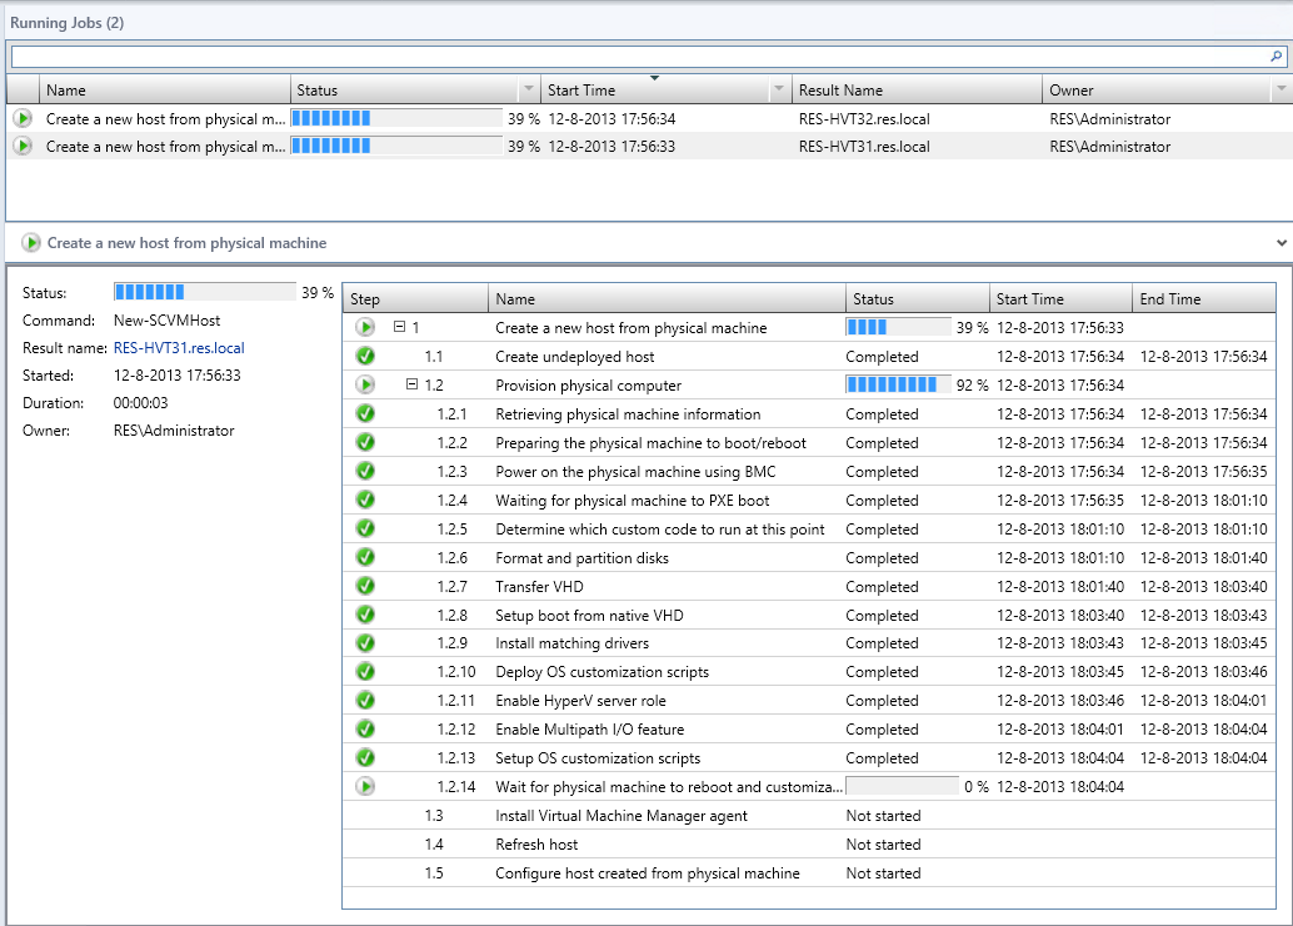 Running Jobs (2)
Name Status Start Time Result Name Owner
Create a new host from physical m... 39 % 12-8-2013 17:56:34 RES-HVT32.res.local RES\Administrator
Create a new host from physical m... 39 % 12-8-2013 17:56:33 RES-HVT31.res.local RES\Administrator
Create a new host from physical machine
Status: 39 %
Command: New-SCVMHost
Result name: RES-HVT31.res.local
Started: 12-8-2013 17:56:33
Duration: 00:00:03
Owner: RES\Administrator
Step Name Status Start Time End Time
1 Create a new host from physical machine 39 % 12-8-2013 17:56:33
1.1 Create undeployed host Completed 12-8-2013 17:56:34 12-8-2013 17:56:34
1.2 Provision physical computer 92 % 12-8-2013 17:56:34
1.2.1 Retrieving physical machine information Completed 12-8-2013 17:56:34 12-8-2013 17:56:34
1.2.2 Preparing the physical machine to boot/reboot Completed 12-8-2013 17:56:34 12-8-2013 17:56:34
1.2.3 Power on the physical machine using BMC Completed 12-8-2013 17:56:34 12-8-2013 17:56:35
1.2.4 Waiting for physical machine to PXE boot Completed 12-8-2013 17:56:35 12-8-2013 18:01:10
1.2.5 Determine which custom code to run at this point Completed 12-8-2013 18:01:10 12-8-2013 18:01:10
1.2.6 Format and partition disks Completed 12-8-2013 18:01:10 12-8-2013 18:01:40
1.2.7 Transfer VHD Completed 12-8-2013 18:01:40 12-8-2013 18:03:40
1.2.8 Setup boot from native VHD Completed 12-8-2013 18:03:40 12-8-2013 18:03:43
1.2.9 Install matching drivers Completed 12-8-2013 18:03:43 12-8-2013 18:03:45
1.2.10 Deploy OS customization scripts Completed 12-8-2013 18:03:45 12-8-2013 18:03:46
1.2.11 Enable HyperV server role Completed 12-8-2013 18:03:46 12-8-2013 18:04:01
1.2.12 Enable Multipath I/O feature Completed 12-8-2013 18:04:01 12-8-2013 18:04:04
1.2.13 Setup OS customization scripts Completed 12-8-2013 18:04:04 12-8-2013 18:04:04
1.2.14 Wait for physical machine to reboot and customiza... 0 % 12-8-2013 18:04:04
1.3 Install Virtual Machine Manager agent Not started
1.4 Refresh host Not started
1.5 Configure host created from physical machine Not started